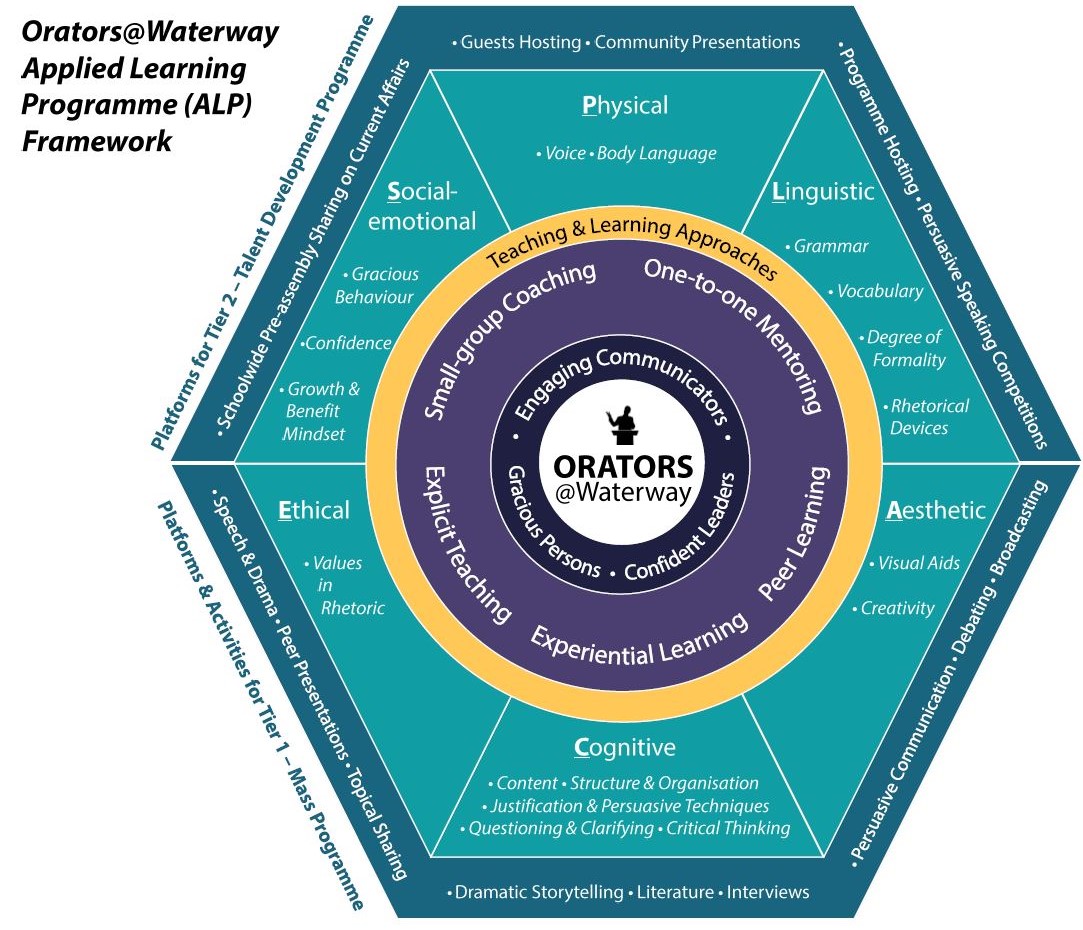 Orators@Waterway
Applied Learning
Programme (ALP)
Framework
Platforms for Tier 2 – Talent Development Programme
• Schoolwide Pre-assembly Sharing on Current Affairs
• Guests Hosting • Community Presentations
• Programme Hosting • Persuasive Speaking Competitions
Physical
• Voice • Body Language
Social-
emotional
• Gracious
Behaviour
•Confidence
• Growth &
Benefit
Mindset
Linguistic
• Grammar
• Vocabulary
• Degree of
Formality
• Rhetorical
Devices
Teaching & Learning Approaches
Small-group Coaching
One-to-one Mentoring
Explicit Teaching
Experiential Learning
Peer Learning
• Engaging Communicators •
Gracious Persons • Confident Leaders
ORATORS
@Waterway
Ethical
• Values
in
Rhetoric
Aesthetic
• Visual Aids
• Creativity
Cognitive
• Content • Structure & Organisation
• Justification & Persuasive Techniques
• Questioning & Clarifying • Critical Thinking
Platforms & Activities for Tier 1 – Mass Programme
• Speech & Drama • Peer Presentations • Topical Sharing
• Dramatic Storytelling • Literature • Interviews
• Persuasive Communication • Debating • Broadcasting